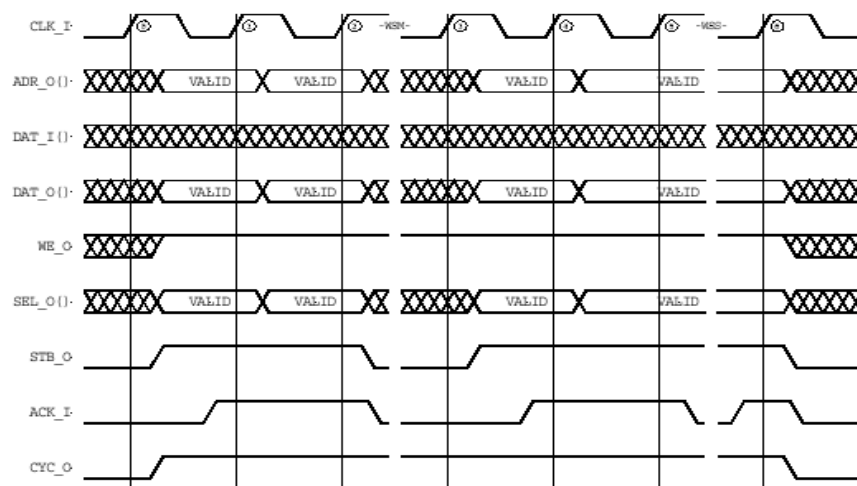 CLK_I -WSM- -WSS-
ADR_O() VALID VALID VALID VALID
DAT_I()
DAT_O() VALID VALID VALID VALID
WE_O
SEL_O() VALID VALID VALID VALID
STB_O
ACK_I
CYC_O